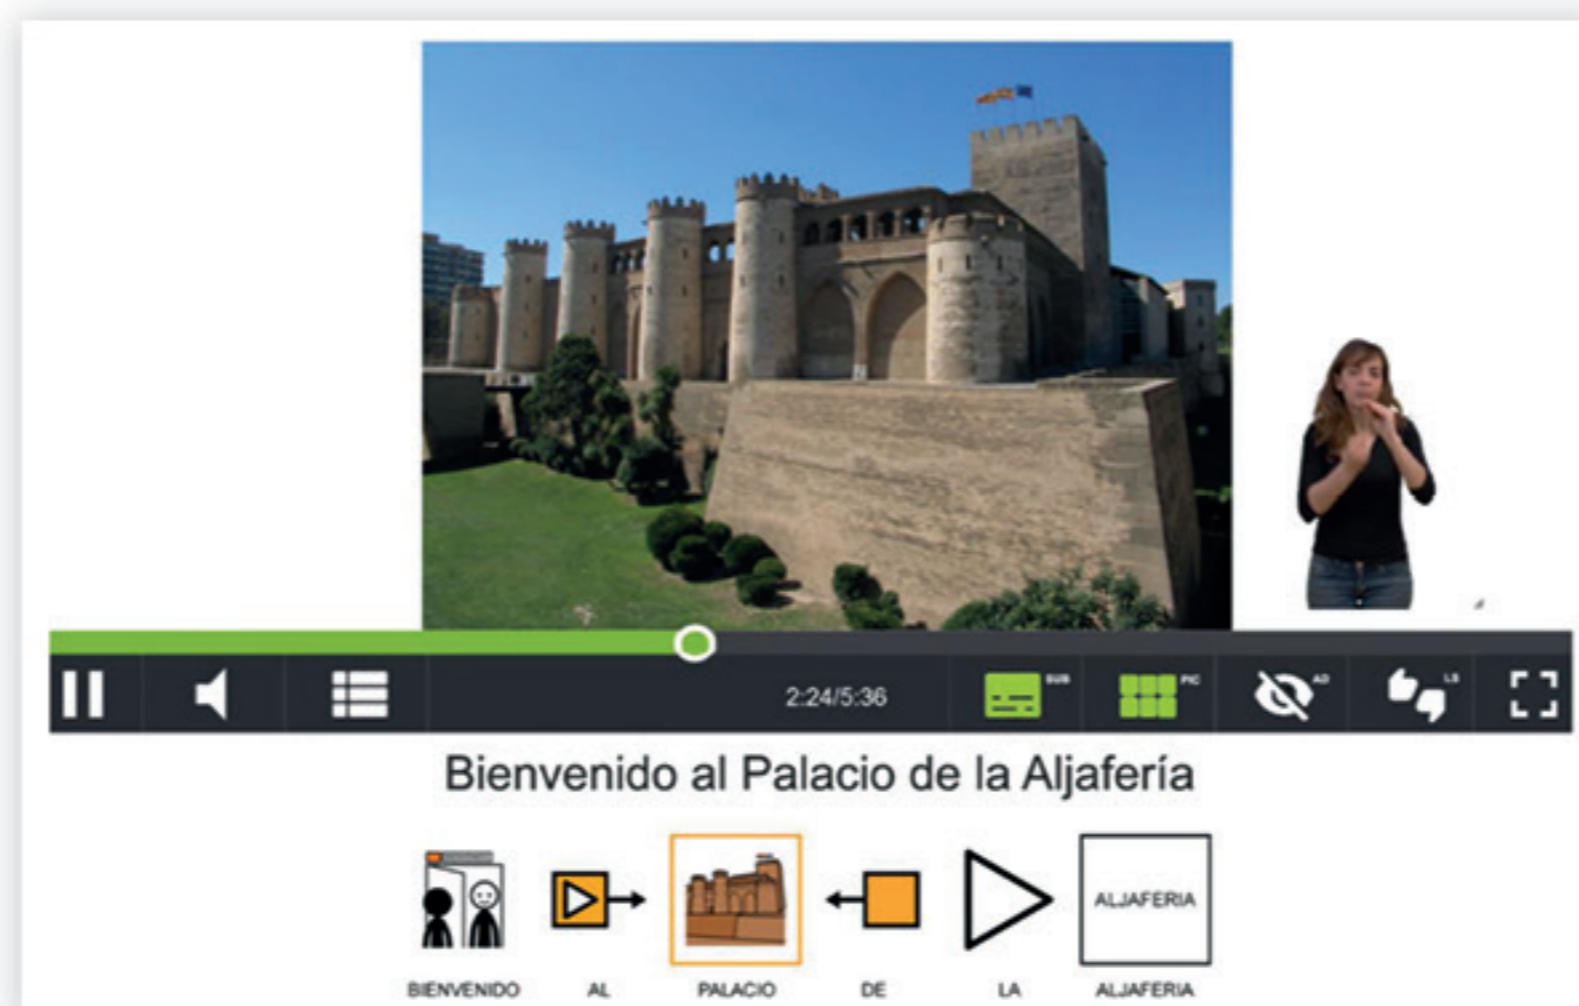 2:24/5:36
SUB
PIC
AD
LS
Bienvenido al Palacio de la Aljafería
ALJAFERIA
BIENVENIDO AL PALACIO DE LA ALJAFERIA